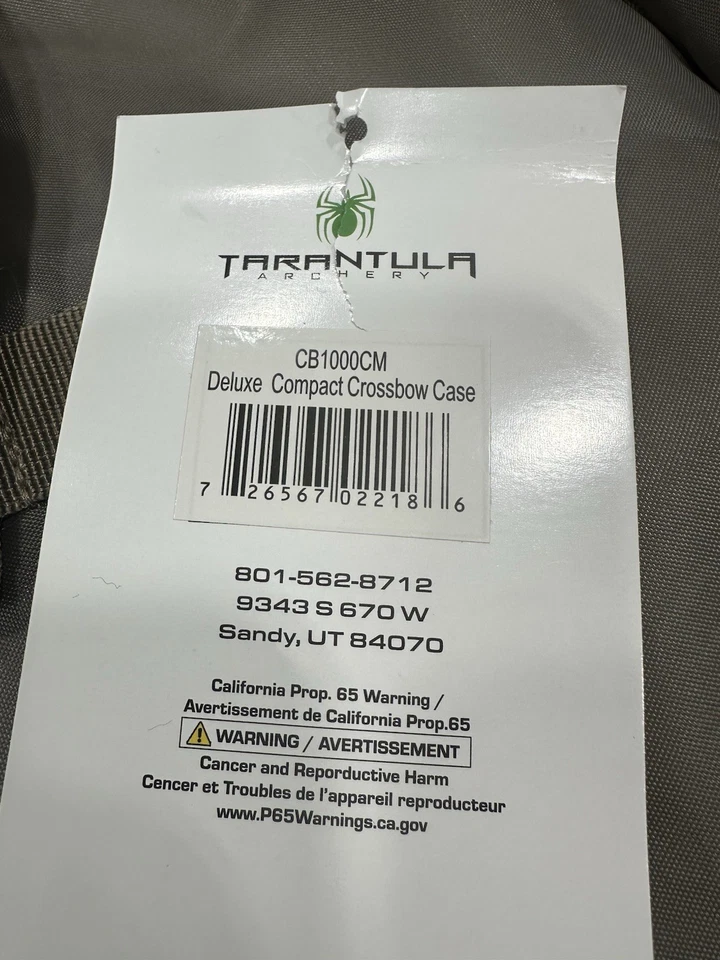 TARANTULA
ARCHERY
CB1000CM
Deluxe Compact Crossbow Case
7 26567 02218 6
801-562-8712
9343 S 670 W
Sandy, UT 84070
California Prop. 65 Warning /
Avertissement de California Prop.65
WARNING / AVERTISSEMENT
Cancer and Reporductive Harm
Cencer et Troubles de l'appareil reproducteur
www.P65Warnings.ca.gov